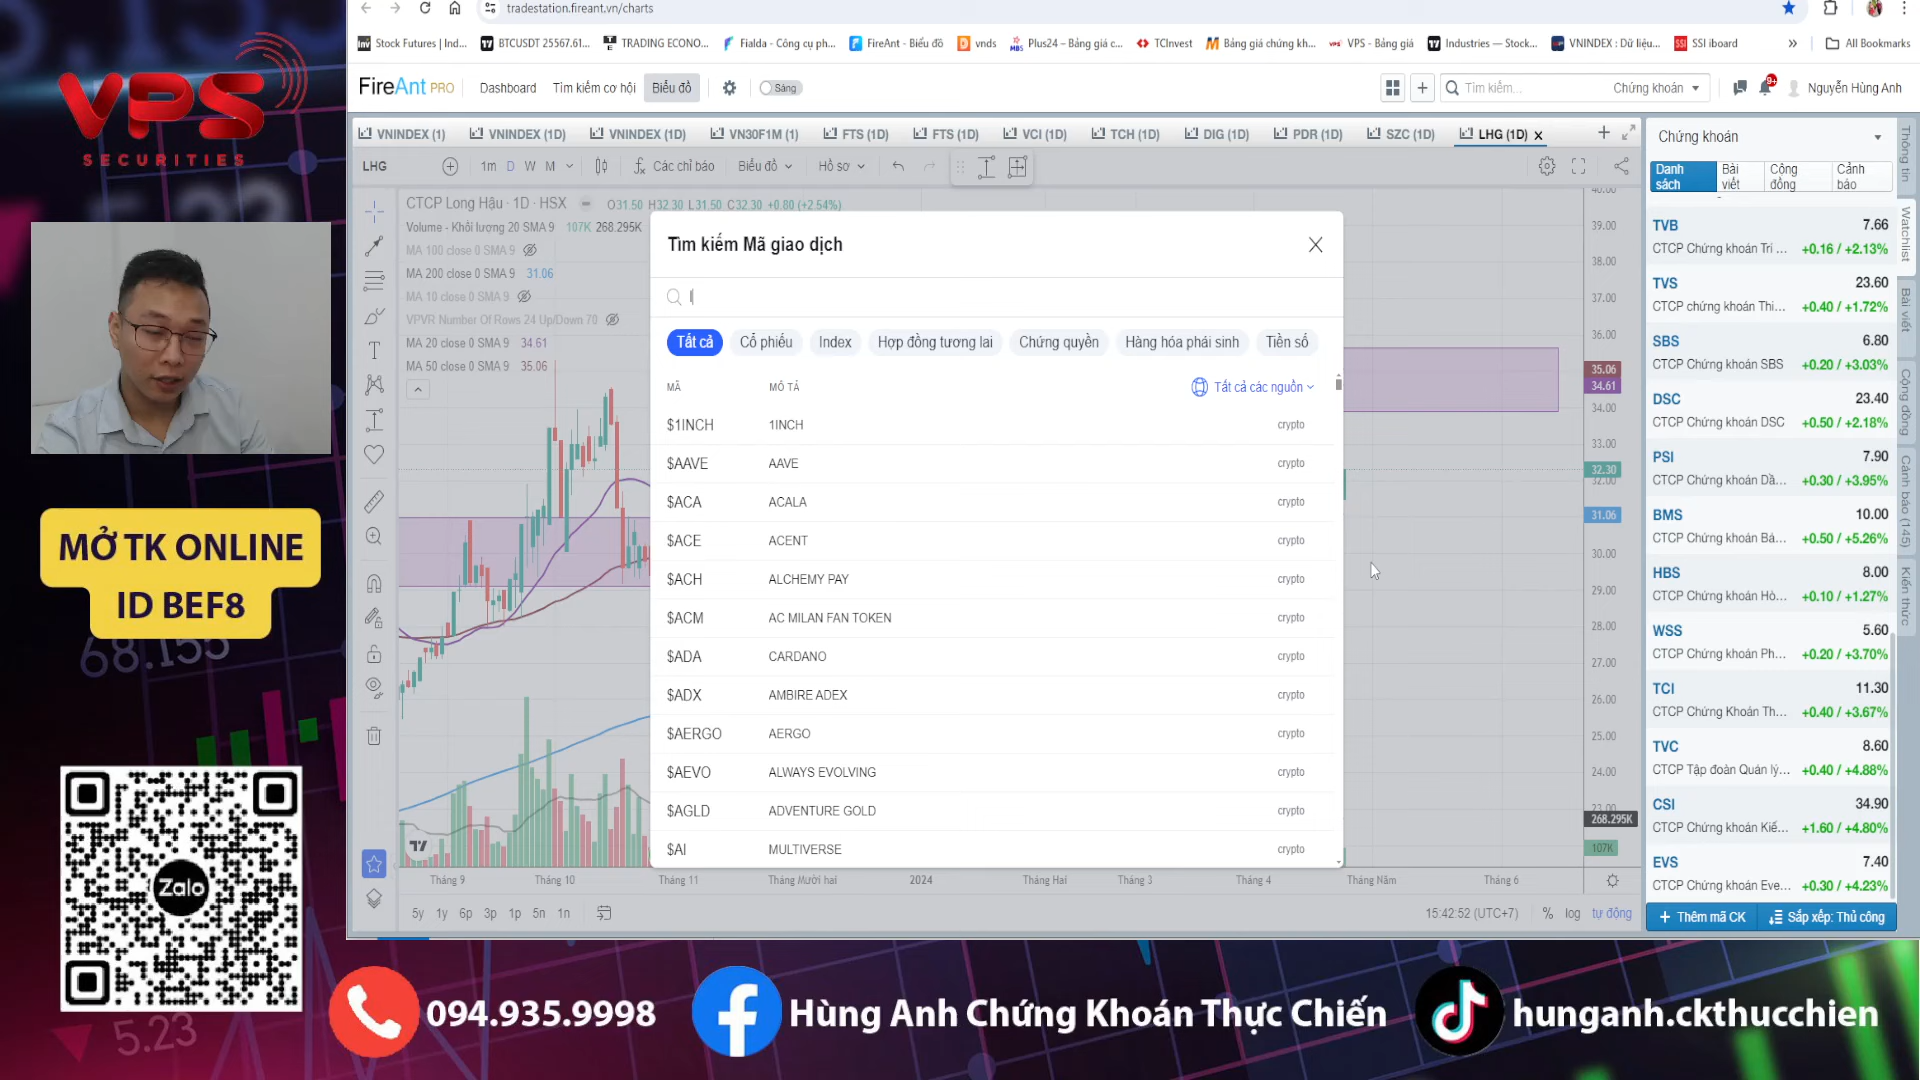 tradestation.fireant.vn/charts
Stock Futures | Ind...
BTCUSDT 25567.61...
TRADING ECONO...
Fialda - Công cụ ph...
FireAnt - Biểu đồ
vnds
Plus24 – Bảng giá c...
TCInvest
Bảng giá chứng kh...
VPS - Bảng giá
Industries — Stock...
VNINDEX : Dữ liệu...
SSI iboard
»
All Bookmarks
FireAnt PRO
Dashboard
Tìm kiếm cơ hội
Biểu đồ
Sáng
Tìm kiếm...
Chứng khoán
9+
Nguyễn Hùng Anh
VNINDEX (1)
VNINDEX (1D)
VNINDEX (1D)
VN30F1M (1)
FTS (1D)
FTS (1D)
VCI (1D)
TCH (1D)
DIG (1D)
PDR (1D)
SZC (1D)
LHG (1D)
LHG
1m D W M
Các chỉ báo
Biểu đồ
Hồ sơ
CTCP Long Hậu · 1D · HSX
O31.50 H32.30 L31.50 C32.30 +0.80 (+2.54%)
Volume - Khối lượng 20 SMA 9 107K 268.295K
MA 100 close 0 SMA 9
MA 200 close 0 SMA 9 31.06
MA 10 close 0 SMA 9
VPVR Number Of Rows 24 Up/Down 70
MA 20 close 0 SMA 9 34.61
MA 50 close 0 SMA 9 35.06
Tìm kiếm Mã giao dịch
Tất cả
Cổ phiếu
Index
Hợp đồng tương lai
Chứng quyền
Hàng hóa phái sinh
Tiền số
MÃ
MÔ TẢ
Tất cả các nguồn
$1INCH 1INCH crypto
$AAVE AAVE crypto
$ACA ACALA crypto
$ACE ACENT crypto
$ACH ALCHEMY PAY crypto
$ACM AC MILAN FAN TOKEN crypto
$ADA CARDANO crypto
$ADX AMBIRE ADEX crypto
$AERGO AERGO crypto
$AEVO ALWAYS EVOLVING crypto
$AGLD ADVENTURE GOLD crypto
$AI MULTIVERSE crypto
40.00
39.00
38.00
37.00
36.00
35.06
34.61
34.00
33.00
32.30
32.00
31.06
30.00
29.00
28.00
27.00
26.00
25.00
24.00
23.00
268.295K
107K
Tháng 9
Tháng 10
Tháng 11
Tháng Mười hai
2024
Tháng Hai
Tháng 3
Tháng 4
Tháng Năm
Tháng 6
5y 1y 6p 3p 1p 5n 1n
15:42:52 (UTC+7)
% log tự động
Chứng khoán
Danh sách
Bài viết
Cộng đồng
Cảnh báo
TVB 7.66
CTCP Chứng khoán Trí ... +0.16 / +2.13%
TVS 23.60
CTCP chứng khoán Thi... +0.40 / +1.72%
SBS 6.80
CTCP Chứng khoán SBS +0.20 / +3.03%
DSC 23.40
CTCP Chứng khoán DSC +0.50 / +2.18%
PSI 7.90
CTCP Chứng khoán Dầ... +0.30 / +3.95%
BMS 10.00
CTCP Chứng khoán Bả... +0.50 / +5.26%
HBS 8.00
CTCP Chứng khoán Hò... +0.10 / +1.27%
WSS 5.60
CTCP Chứng khoán Ph... +0.20 / +3.70%
TCI 11.30
CTCP Chứng Khoán Th... +0.40 / +3.67%
TVC 8.60
CTCP Tập đoàn Quản lý... +0.40 / +4.88%
CSI 34.90
CTCP Chứng khoán Kiế... +1.60 / +4.80%
EVS 7.40
CTCP Chứng khoán Eve... +0.30 / +4.23%
Thêm mã CK
Sắp xếp: Thủ công
Thông tin
Watchlist
Bài viết
Cộng đồng
Cảnh báo (145)
Kiến thức
VPS
SECURITIES
5.23
MỞ TK ONLINE
ID BEF8
68.155
Zalo
5.23
094.935.9998
Hùng Anh Chứng Khoán Thực Chiến
hunganh.ckthucchien